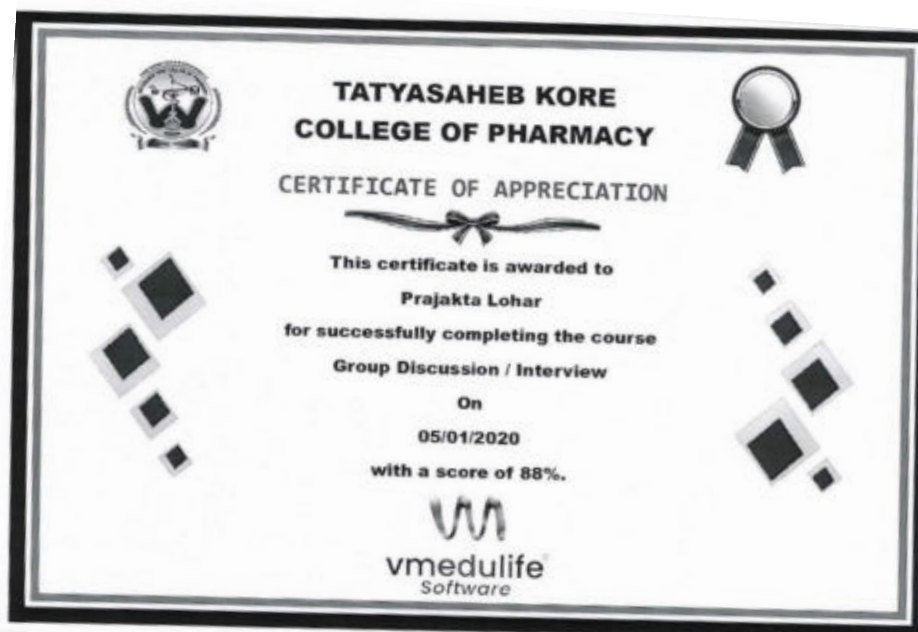 TATYASAHEB KORE
COLLEGE OF PHARMACY
CERTIFICATE OF APPRECIATION
This certificate is awarded to
Prajakta Lohar
for successfully completing the course
Group Discussion / Interview
On
05/01/2020
with a score of 88%.
vmedulife
Software